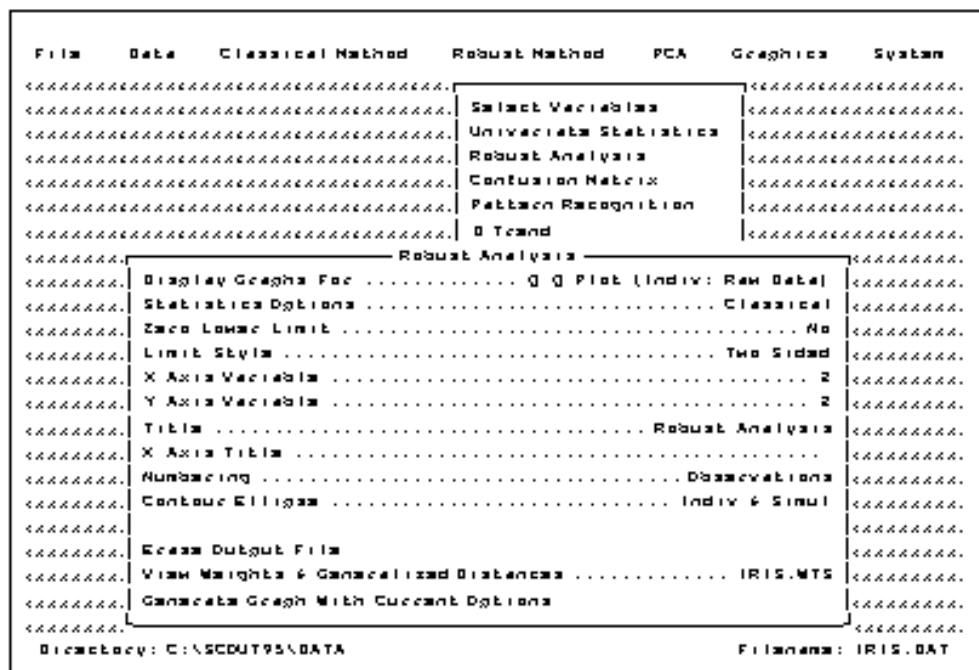 File Data Classical Method Robust Method PCA Graphics System
Select Variables
Univariate Statistics
Robust Analysis
Confusion Matrix
Pattern Recognition
D Trend
Robust Analysis
Display Graphs For .............. Q Q Plot (Indiv: Raw Data)
Statistics Options .................................... Classical
Zero Lower Limit ............................................. No
Limit Style .......................................... Two Sided
X Axis Variable ............................................... 2
Y Axis Variable ............................................... 2
Title ........................................ Robust Analysis
X Axis Title ....................................................
Numbering ........................................ Observations
Contour Ellipse ................................ Indiv & Simul
Erase Output File
View Weights & Generalized Distances ............. IRIS.WTS
Generate Graph With Current Options
Directory: C:\SCOUT95\DATA Filename: IRIS.DAT